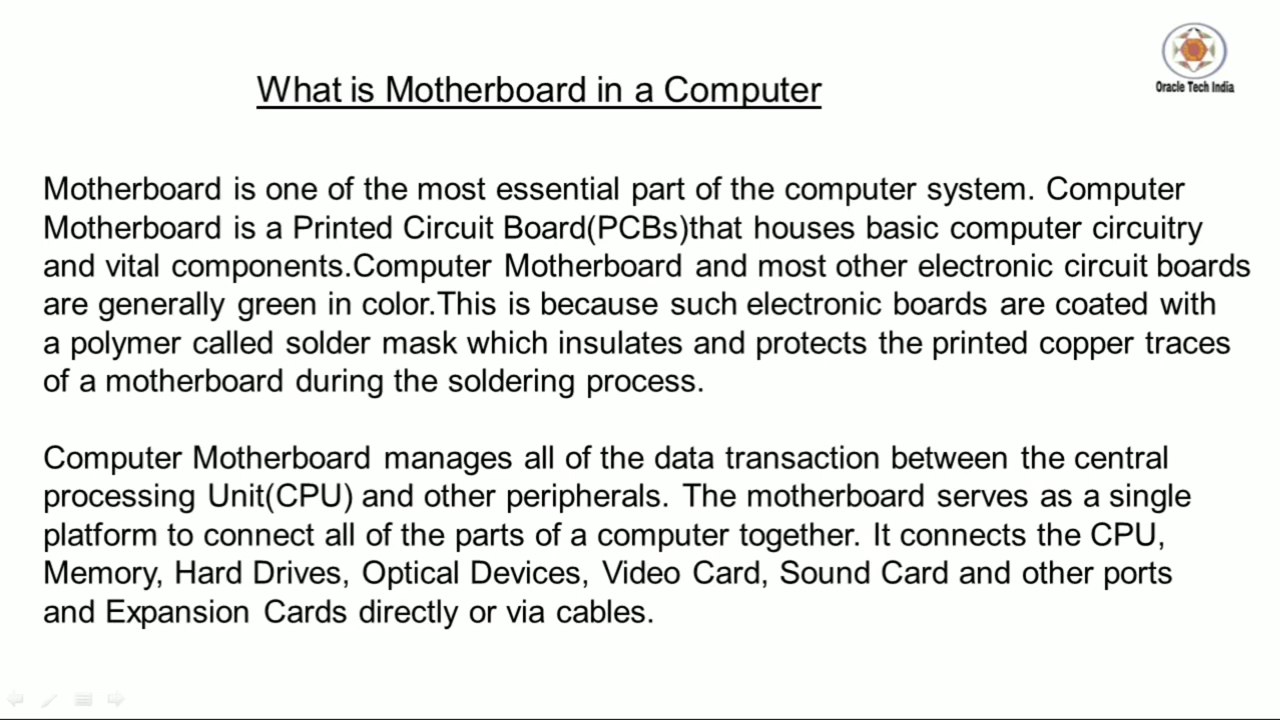 Oracle Tech India
What is Motherboard in a Computer
Motherboard is one of the most essential part of the computer system. Computer
Motherboard is a Printed Circuit Board(PCBs)that houses basic computer circuitry
and vital components.Computer Motherboard and most other electronic circuit boards
are generally green in color.This is because such electronic boards are coated with
a polymer called solder mask which insulates and protects the printed copper traces
of a motherboard during the soldering process.
Computer Motherboard manages all of the data transaction between the central
processing Unit(CPU) and other peripherals. The motherboard serves as a single
platform to connect all of the parts of a computer together. It connects the CPU,
Memory, Hard Drives, Optical Devices, Video Card, Sound Card and other ports
and Expansion Cards directly or via cables.